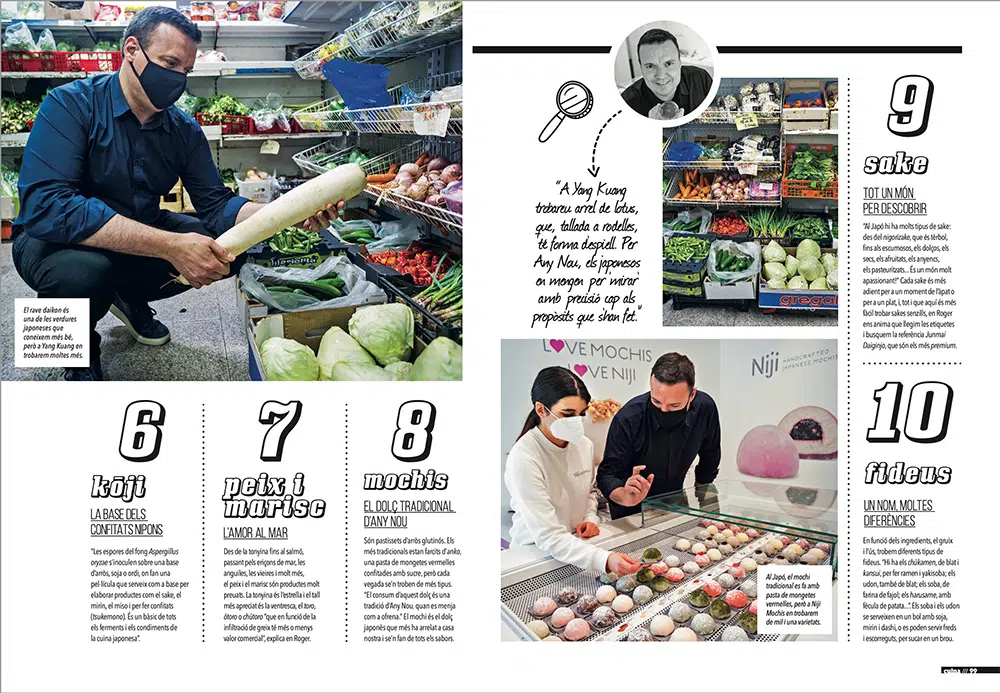 El rave daikon és
una de les verdures
japoneses que
coneixem més bé,
però a Yang Kuang en
trobarem moltes més.
6
kōji
LA BASE DELS
CONFITATS NIPONS
"Les espores del fong Aspergillus
oryzae s'inoculen sobre una base
d'arròs, soja o ordi, on fan una
pel·lícula que serveix com a base per
elaborar productes com el sake, el
mirin, el miso i per fer confitats
(tsukemono). És un bàsic de tots
els ferments i els condiments de
la cuina japonesa".
7
peix i
marisc
L'AMOR AL MAR
Des de la tonyina fins al salmó,
passant pels eriçons de mar, les
anguiles, les vieires i molt més,
el peix i el marisc són productes molt
preuats. La tonyina és l'estrella i el tall
més apreciat és la ventresca, el toro,
ōtoro o chūtoro "que en funció de la
infiltració de greix té més o menys
valor comercial", explica en Roger.
8
mochis
EL DOLÇ TRADICIONAL
D'ANY NOU
Són pastissets d'arròs glutinós. Els
més tradicionals estan farcits d'anko,
una pasta de mongetes vermelles
confitades amb sucre, però cada
vegada se'n troben de més tipus.
"El consum d'aquest dolç és una
tradició d'Any Nou, quan es menja
com a ofrena." El mochi és el dolç
japonès que més ha arrelat a casa
nostra i se'n fan de tots els sabors.
"A Yang Kuang
trobareu arrel de lotus,
que, tallada a rodelles,
té forma d'espiell. Per
Any Nou, els japonesos
en mengen per 'mirar'
amb precisió cap als
propòsits que s'han fet."
gregal
LOVE MOCHIS
LOVE NIJI
Niji
HANDCRAFTED
JAPANESE MOCHIS
Al Japó, el mochi
tradicional es fa amb
pasta de mongetes
vermelles, però a Niji
Mochis en trobarem
de mil i una varietats.
9
sake
TOT UN MÓN
PER DESCOBRIR
"Al Japó hi ha molts tipus de sake:
des del nigorizake, que és tèrbol,
fins als escumosos, els dolços, els
secs, els afruitats, els anyencs,
els pasteuritzats... És un món molt
apassionant!" Cada sake és més
adient per a un moment de l'àpat o
per a un plat, i, tot i que aquí és més
fàcil trobar sakes senzills, en Roger
ens anima que llegim les etiquetes
i busquem la referència Junmai
Daiginjo, que són els més premium.
10
fideus
UN NOM, MOLTES
DIFERÈNCIES
En funció dels ingredients, el gruix
i l'ús, trobem diferents tipus de
fideus. "Hi ha els chūkamen, de blat i
kansui, per fer ramen i yakisoba; els
udon, també de blat; els soba, de
farina de fajol; els harusame, amb
fècula de patata...". Els soba i els udon
se serveixen en un bol amb soja,
mirin i dashi, o es poden servir freds
i escorreguts, per sucar en un brou.
cuina /// 99